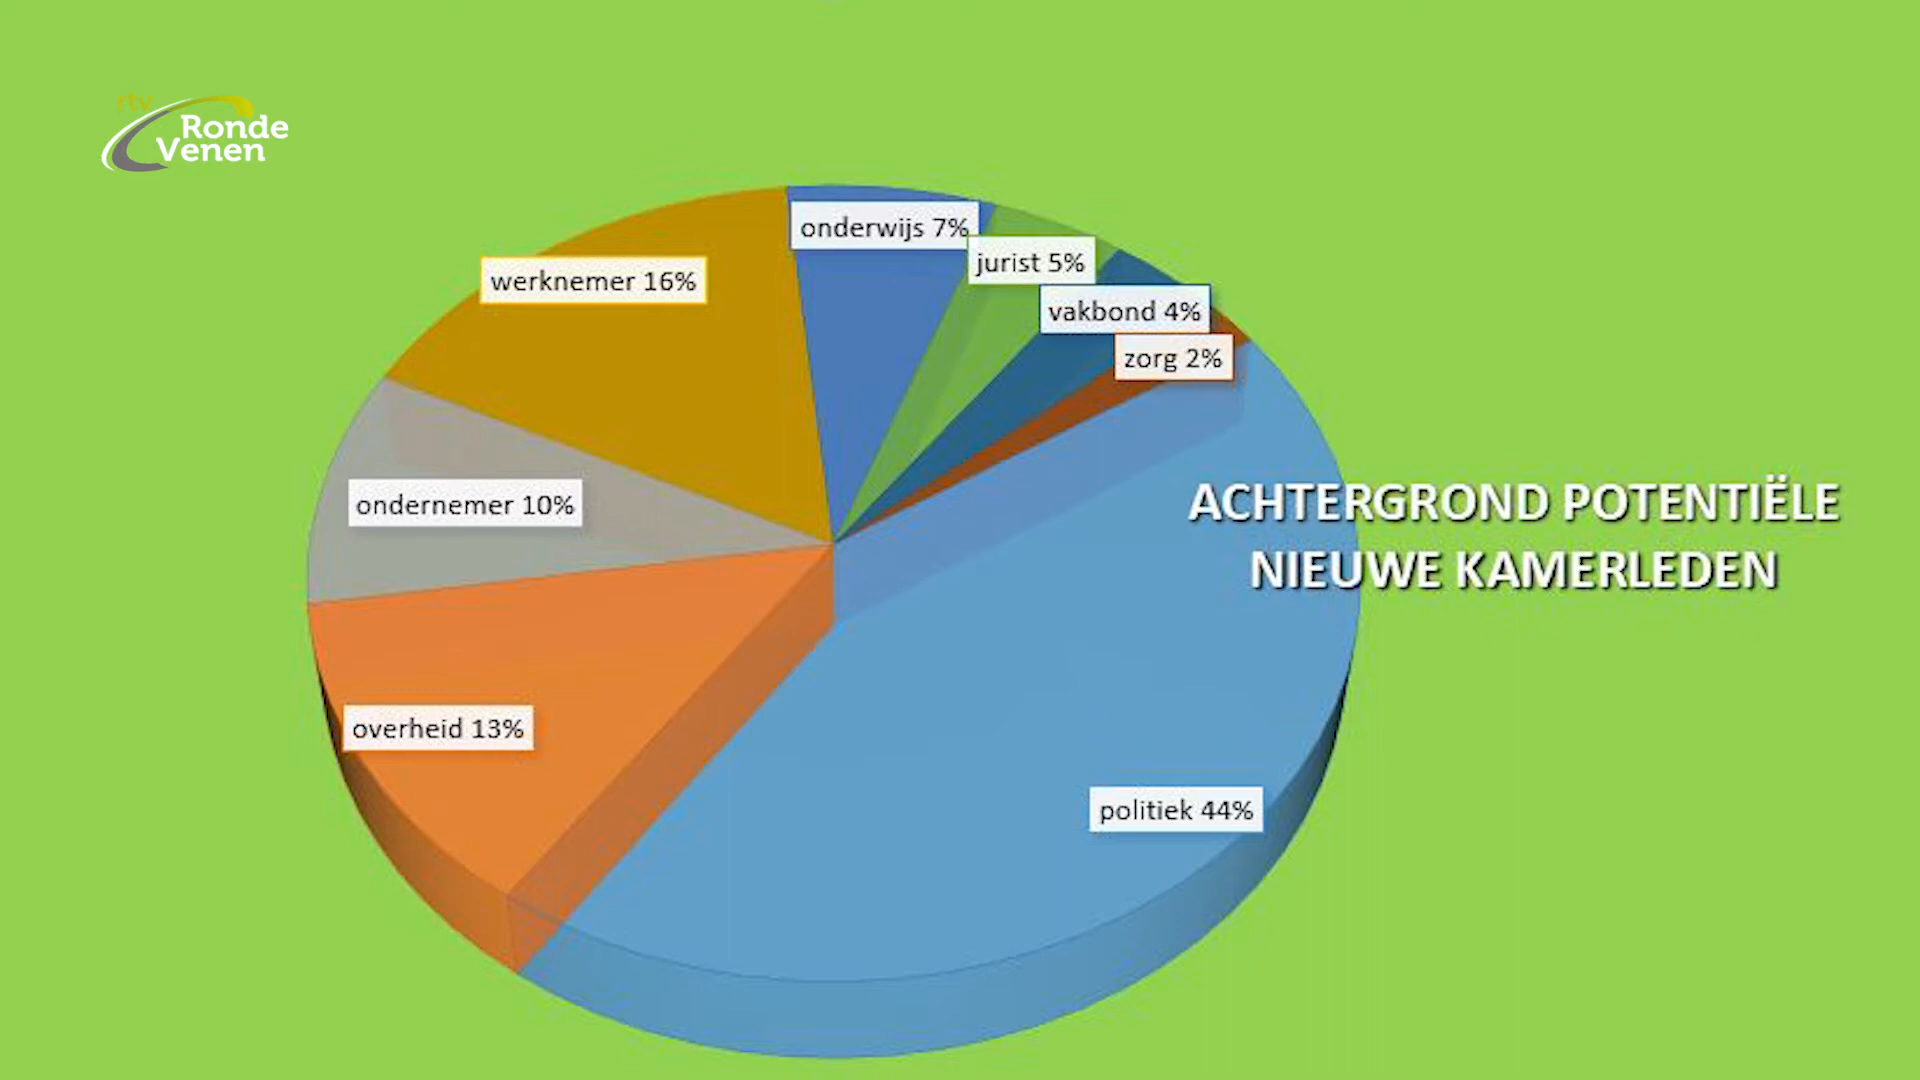 rtv
Ronde
Venen
onderwijs 7%
jurist 5%
werknemer 16%
vakbond 4%
zorg 2%
ondernemer 10%
ACHTERGROND POTENTIËLE
NIEUWE KAMERLEDEN
overheid 13%
politiek 44%